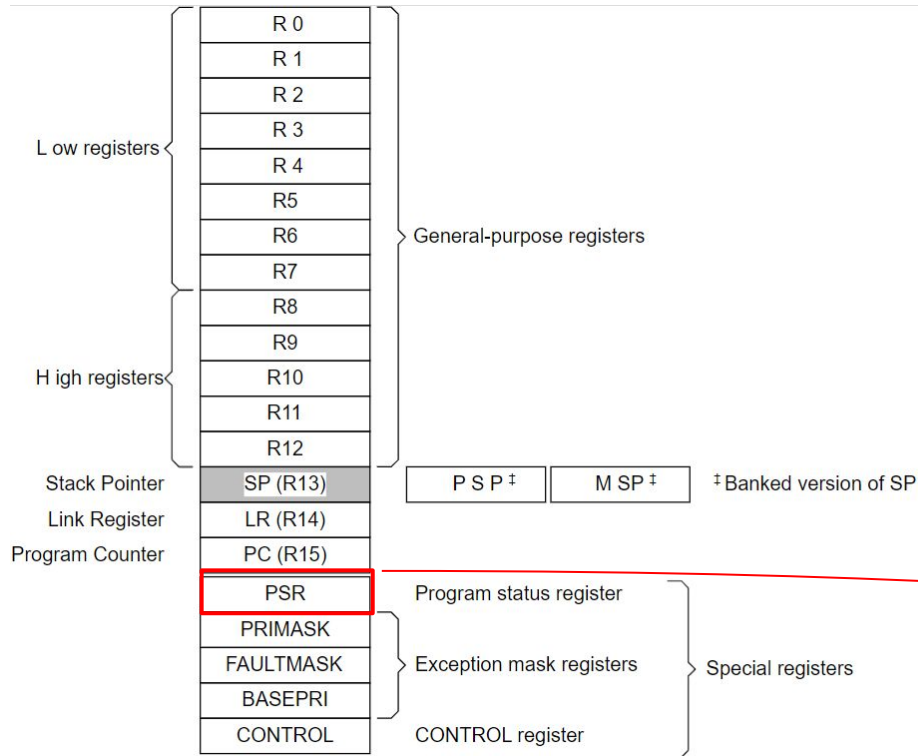 R 0
R 1
R 2
R 3
L ow registers
R 4
R5
R6
General-purpose registers
R7
R8
R9
H igh registers
R10
R11
R12
Stack Pointer SP (R13) P S P ‡ M SP ‡ ‡ Banked version of SP
Link Register LR (R14)
Program Counter PC (R15)
PSR Program status register
PRIMASK
FAULTMASK Exception mask registers Special registers
BASEPRI
CONTROL CONTROL register